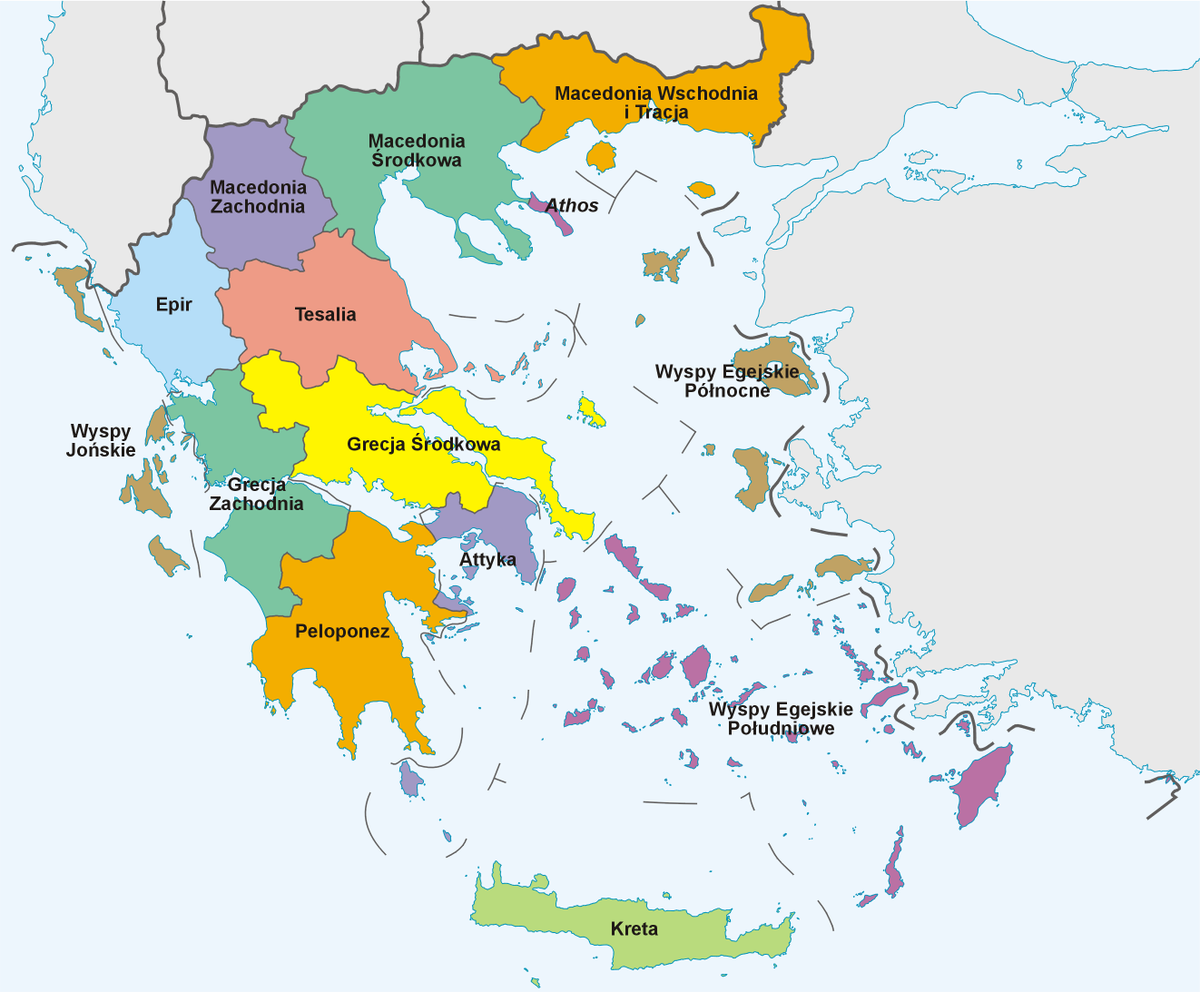 Macedonia Wschodnia
i Tracja
Macedonia
Środkowa
Macedonia
Zachodnia
Athos
Epir
Tesalia
Wyspy Egejskie
Północne
Wyspy
Jońskie
Grecja Środkowa
Grecja
Zachodnia
Attyka
Peloponez
Wyspy Egejskie
Południowe
Kreta